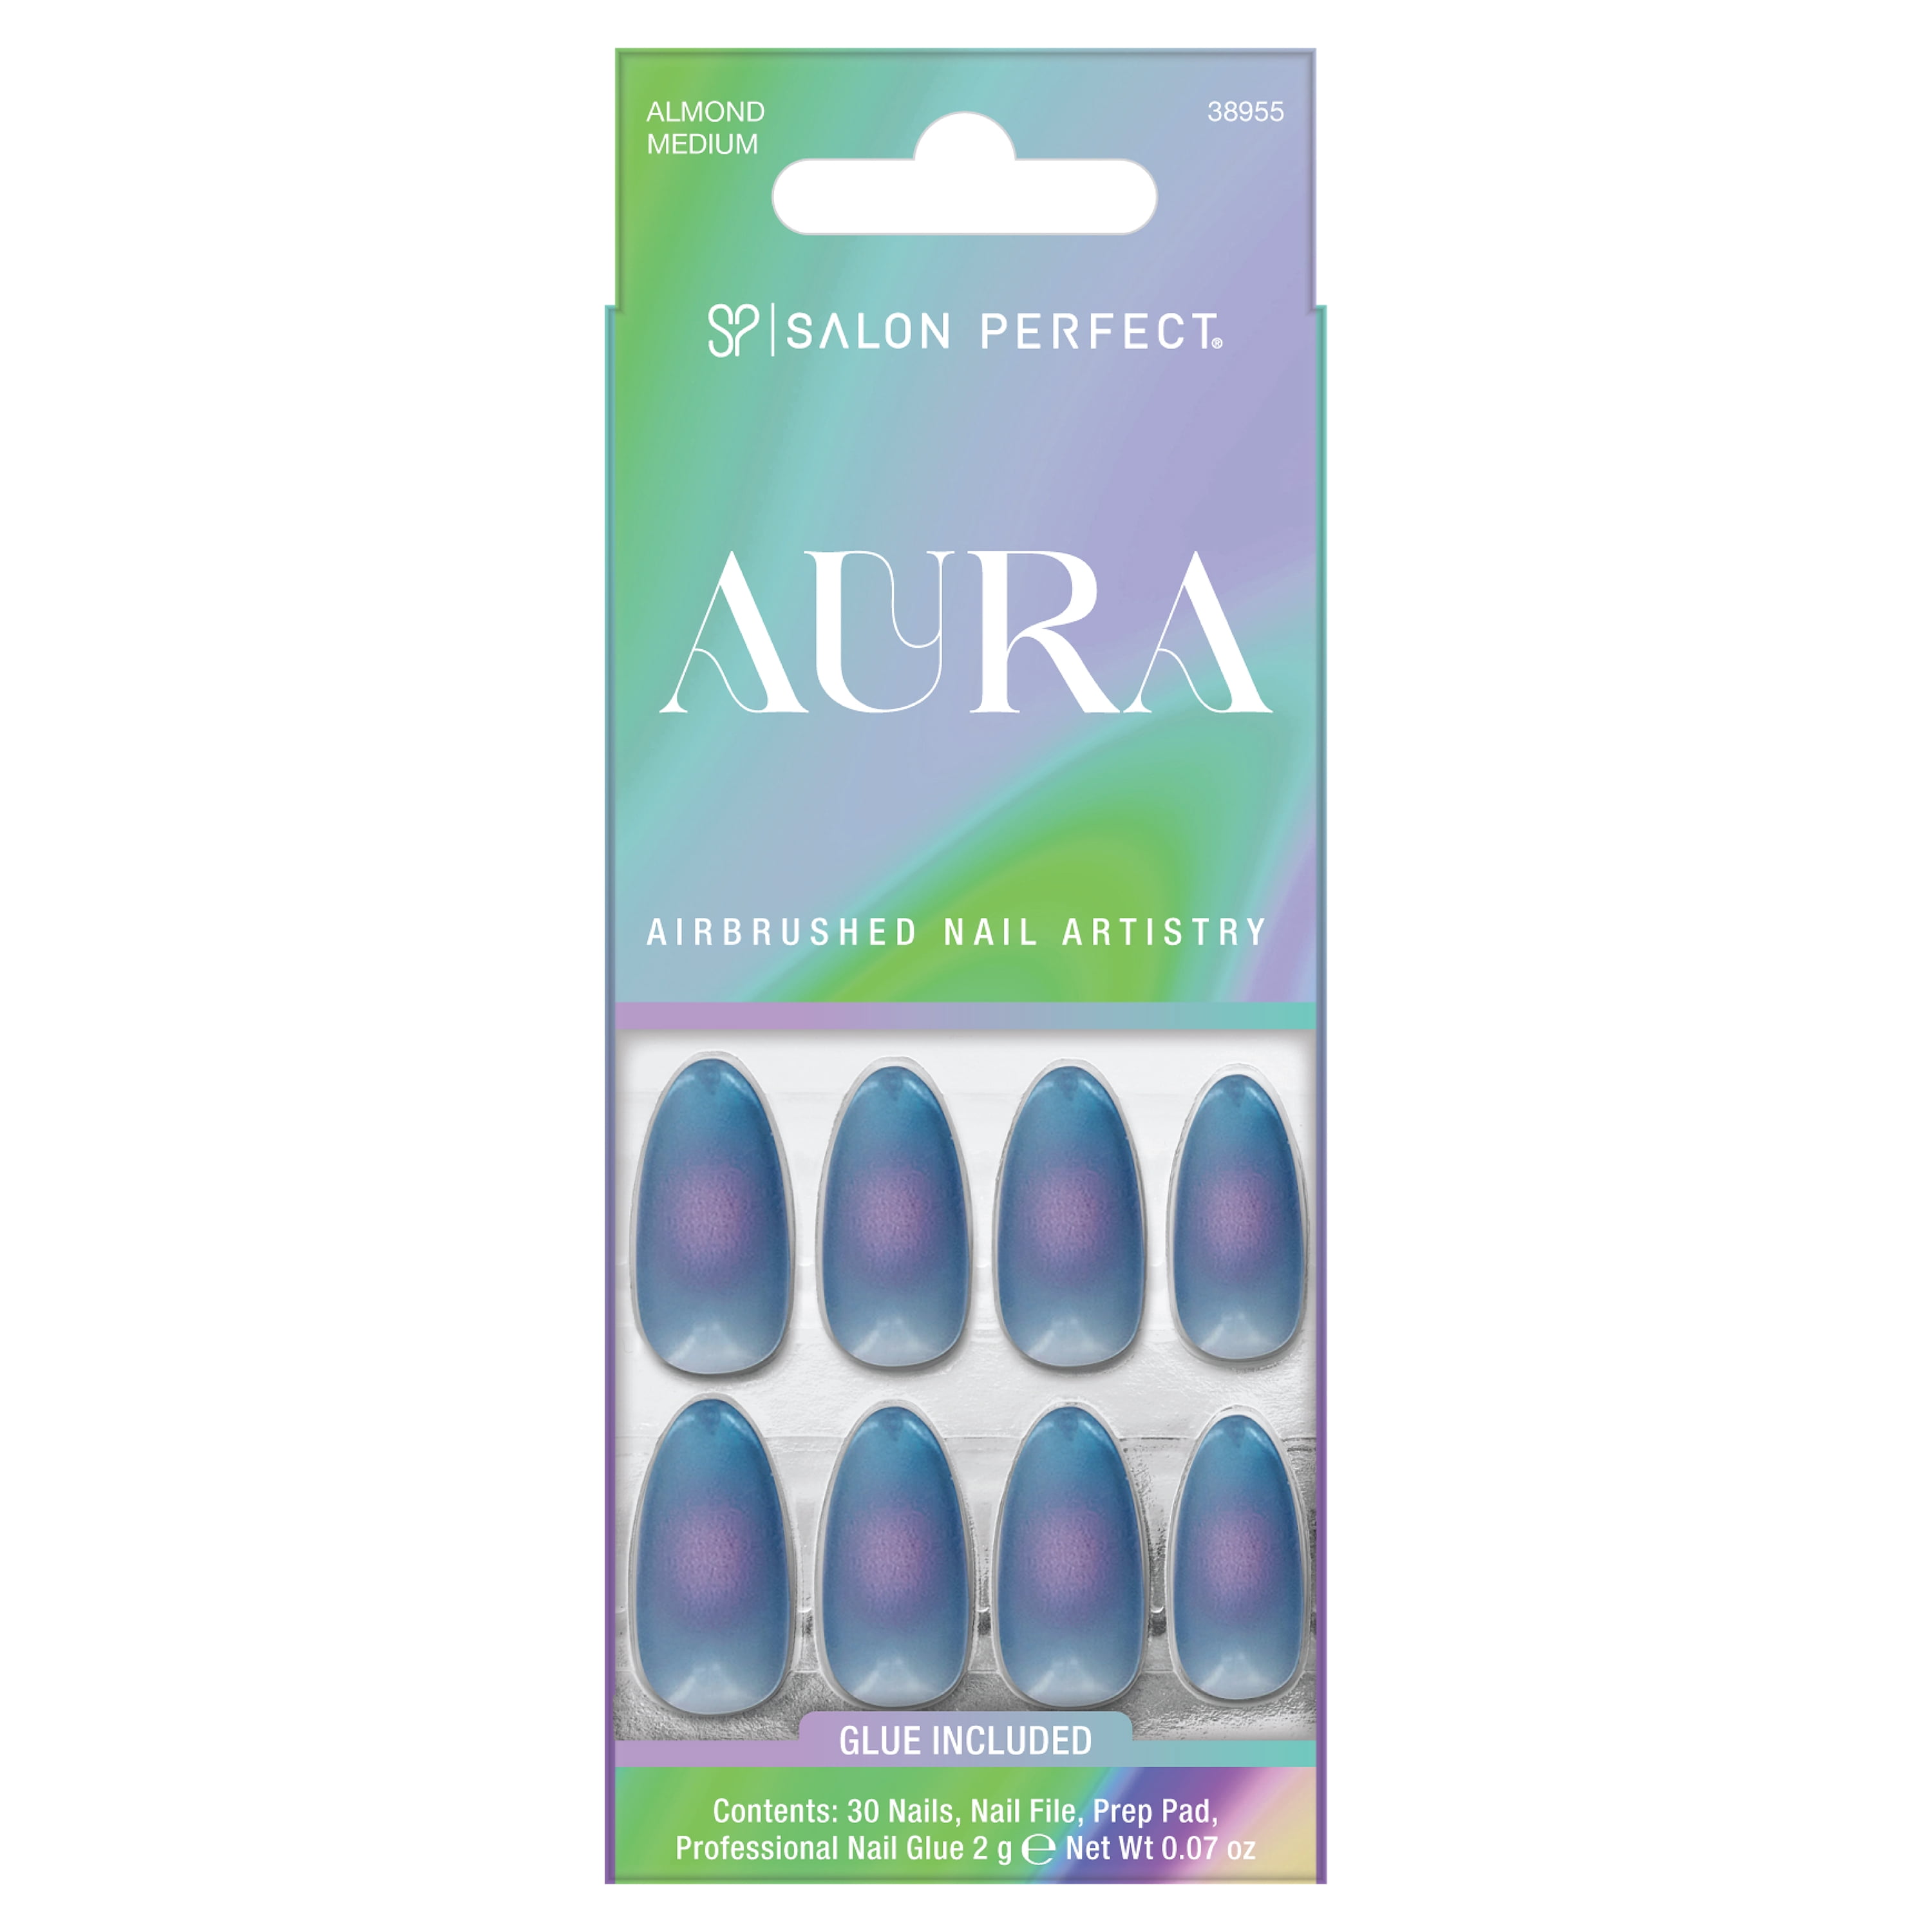 ALMOND
MEDIUM
38955
SP | SALON PERFECT®
AURA
AIRBRUSHED NAIL ARTISTRY
GLUE INCLUDED
Contents: 30 Nails, Nail File, Prep Pad,
Professional Nail Glue 2 g ℮ Net Wt 0.07 oz